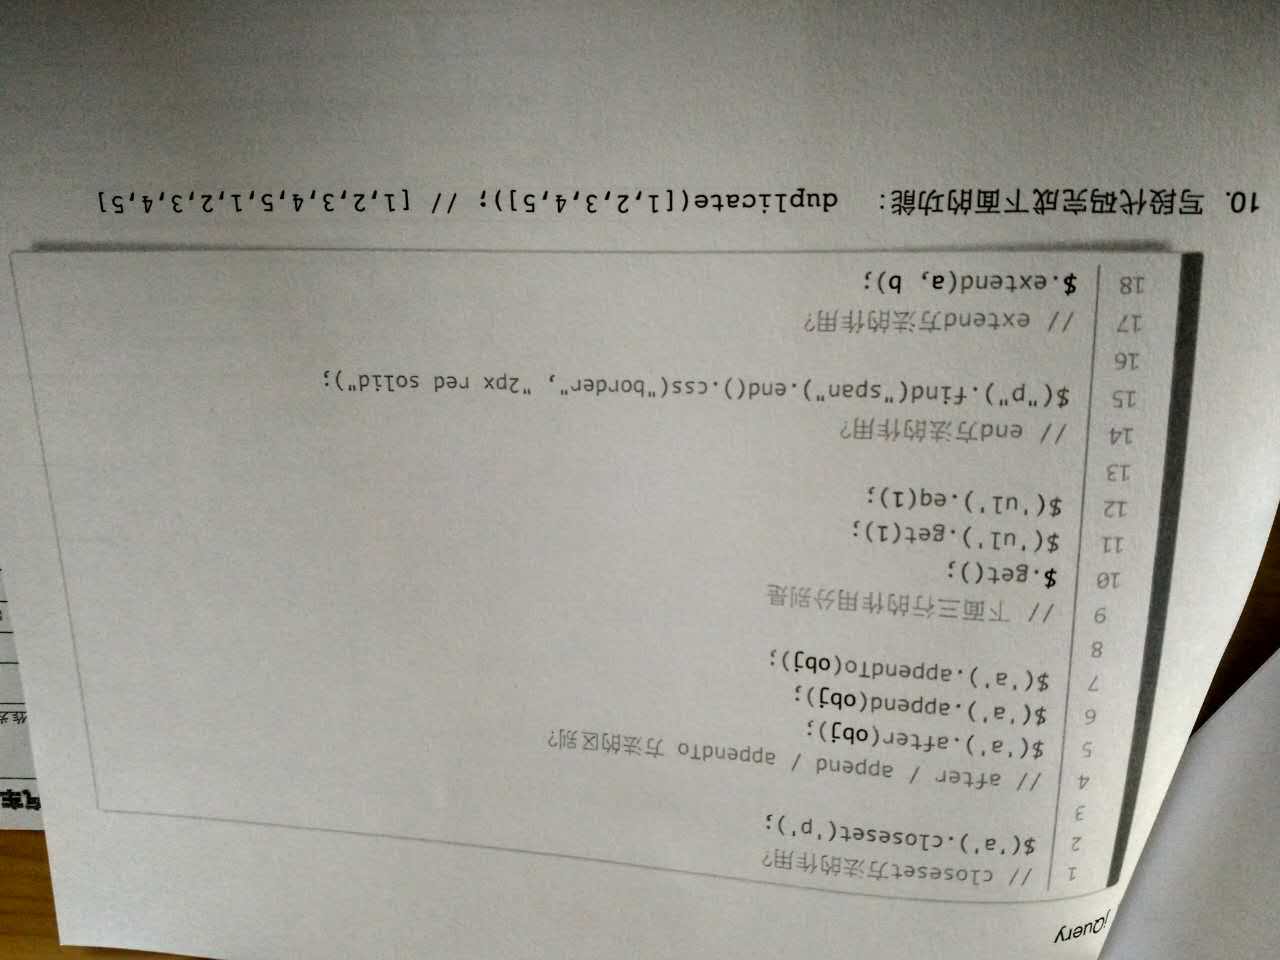 jQuery
1 // closeset方法的作用?
2 $('a').closeset('p');
3
4 // after / append / appendTo 方法的区别?
5 $('a').after(obj);
6 $('a').append(obj);
7 $('a').appendTo(obj);
8
9 // 下面三行的作用分别是
10 $.get();
11 $('ul').get(1);
12 $('ul').eq(1);
13
14 // end方法的作用?
15 $("p").find("span").end().css("border", "2px red solid");
16
17 // extend方法的作用?
18 $.extend(a, b);
10. 写段代码完成下面的功能： duplicate([1,2,3,4,5]); // [1,2,3,4,5,1,2,3,4,5]
汽车
作为